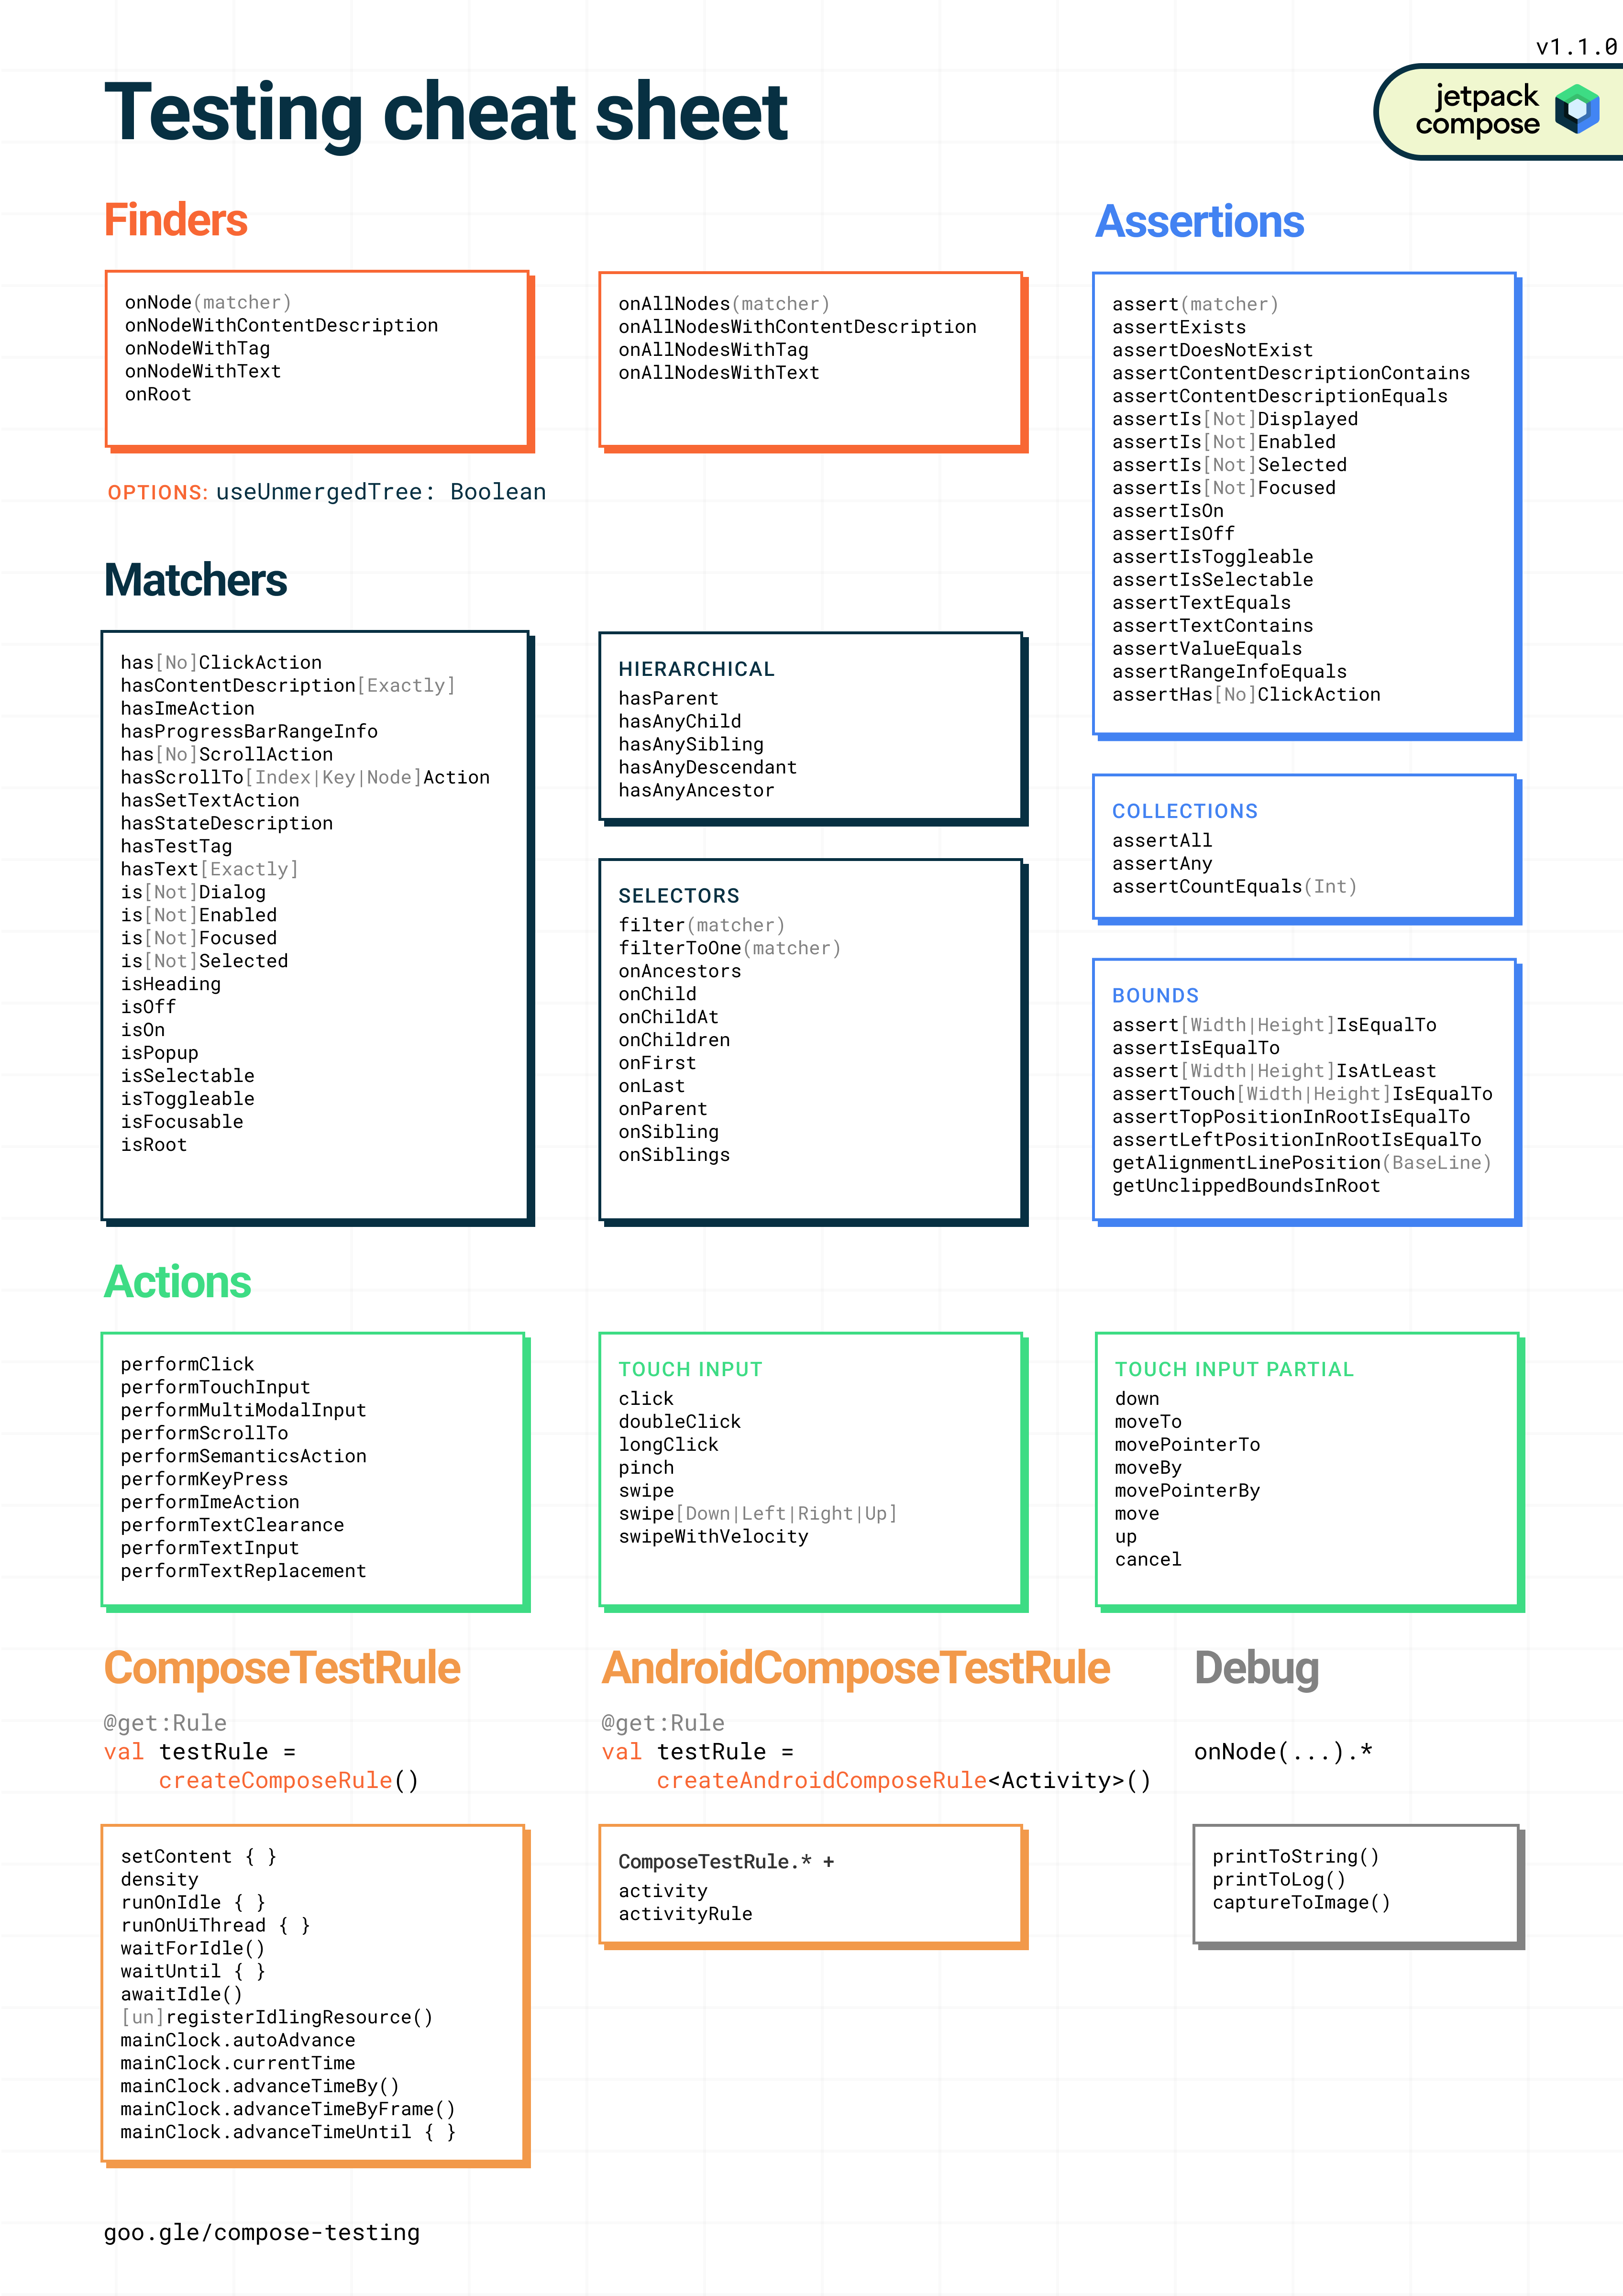 v1.1.0
Testing cheat sheet
jetpack
compose
Finders
onNode(matcher)
onNodeWithContentDescription
onNodeWithTag
onNodeWithText
onRoot
onAllNodes(matcher)
onAllNodesWithContentDescription
onAllNodesWithTag
onAllNodesWithText
OPTIONS: useUnmergedTree: Boolean
Assertions
assert(matcher)
assertExists
assertDoesNotExist
assertContentDescriptionContains
assertContentDescriptionEquals
assertIs[Not]Displayed
assertIs[Not]Enabled
assertIs[Not]Selected
assertIs[Not]Focused
assertIsOn
assertIsOff
assertIsToggleable
assertIsSelectable
assertTextEquals
assertTextContains
assertValueEquals
assertRangeInfoEquals
assertHas[No]ClickAction
COLLECTIONS
assertAll
assertAny
assertCountEquals(Int)
BOUNDS
assert[Width|Height]IsEqualTo
assertIsEqualTo
assert[Width|Height]IsAtLeast
assertTouch[Width|Height]IsEqualTo
assertTopPositionInRootIsEqualTo
assertLeftPositionInRootIsEqualTo
getAlignmentLinePosition(BaseLine)
getUnclippedBoundsInRoot
Matchers
has[No]ClickAction
hasContentDescription[Exactly]
hasImeAction
hasProgressBarRangeInfo
has[No]ScrollAction
hasScrollTo[Index|Key|Node]Action
hasSetTextAction
hasStateDescription
hasTestTag
hasText[Exactly]
is[Not]Dialog
is[Not]Enabled
is[Not]Focused
is[Not]Selected
isHeading
isOff
isOn
isPopup
isSelectable
isToggleable
isFocusable
isRoot
HIERARCHICAL
hasParent
hasAnyChild
hasAnySibling
hasAnyDescendant
hasAnyAncestor
SELECTORS
filter(matcher)
filterToOne(matcher)
onAncestors
onChild
onChildAt
onChildren
onFirst
onLast
onParent
onSibling
onSiblings
Actions
performClick
performTouchInput
performMultiModalInput
performScrollTo
performSemanticsAction
performKeyPress
performImeAction
performTextClearance
performTextInput
performTextReplacement
TOUCH INPUT
click
doubleClick
longClick
pinch
swipe
swipe[Down|Left|Right|Up]
swipeWithVelocity
TOUCH INPUT PARTIAL
down
moveTo
movePointerTo
moveBy
movePointerBy
move
up
cancel
ComposeTestRule
@get:Rule
val testRule =
createComposeRule()
setContent { }
density
runOnIdle { }
runOnUiThread { }
waitForIdle()
waitUntil { }
awaitIdle()
[un]registerIdlingResource()
mainClock.autoAdvance
mainClock.currentTime
mainClock.advanceTimeBy()
mainClock.advanceTimeByFrame()
mainClock.advanceTimeUntil { }
AndroidComposeTestRule
@get:Rule
val testRule =
createAndroidComposeRule<Activity>()
ComposeTestRule.* +
activity
activityRule
Debug
onNode(...).*
printToString()
printToLog()
captureToImage()
goo.gle/compose-testing